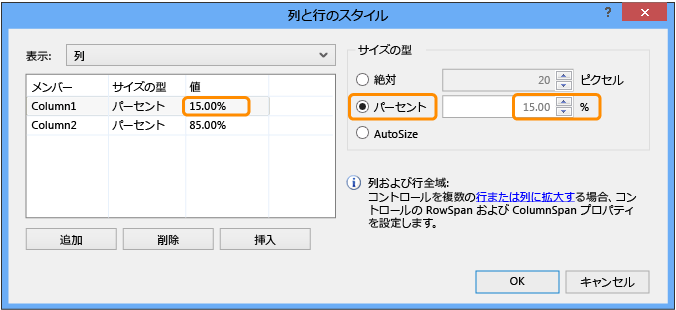 列と行のスタイル
?
表示:
列
メンバー サイズの型 値
Column1 パーセント 15.00%
Column2 パーセント 85.00%
追加
削除
挿入
サイズの型
絶対 20 ピクセル
パーセント 15.00 %
AutoSize
列および行全域:
コントロールを複数の行または列に拡大する場合、コン
トロールの RowSpan および ColumnSpan プロパティ
を設定します。
OK
キャンセル